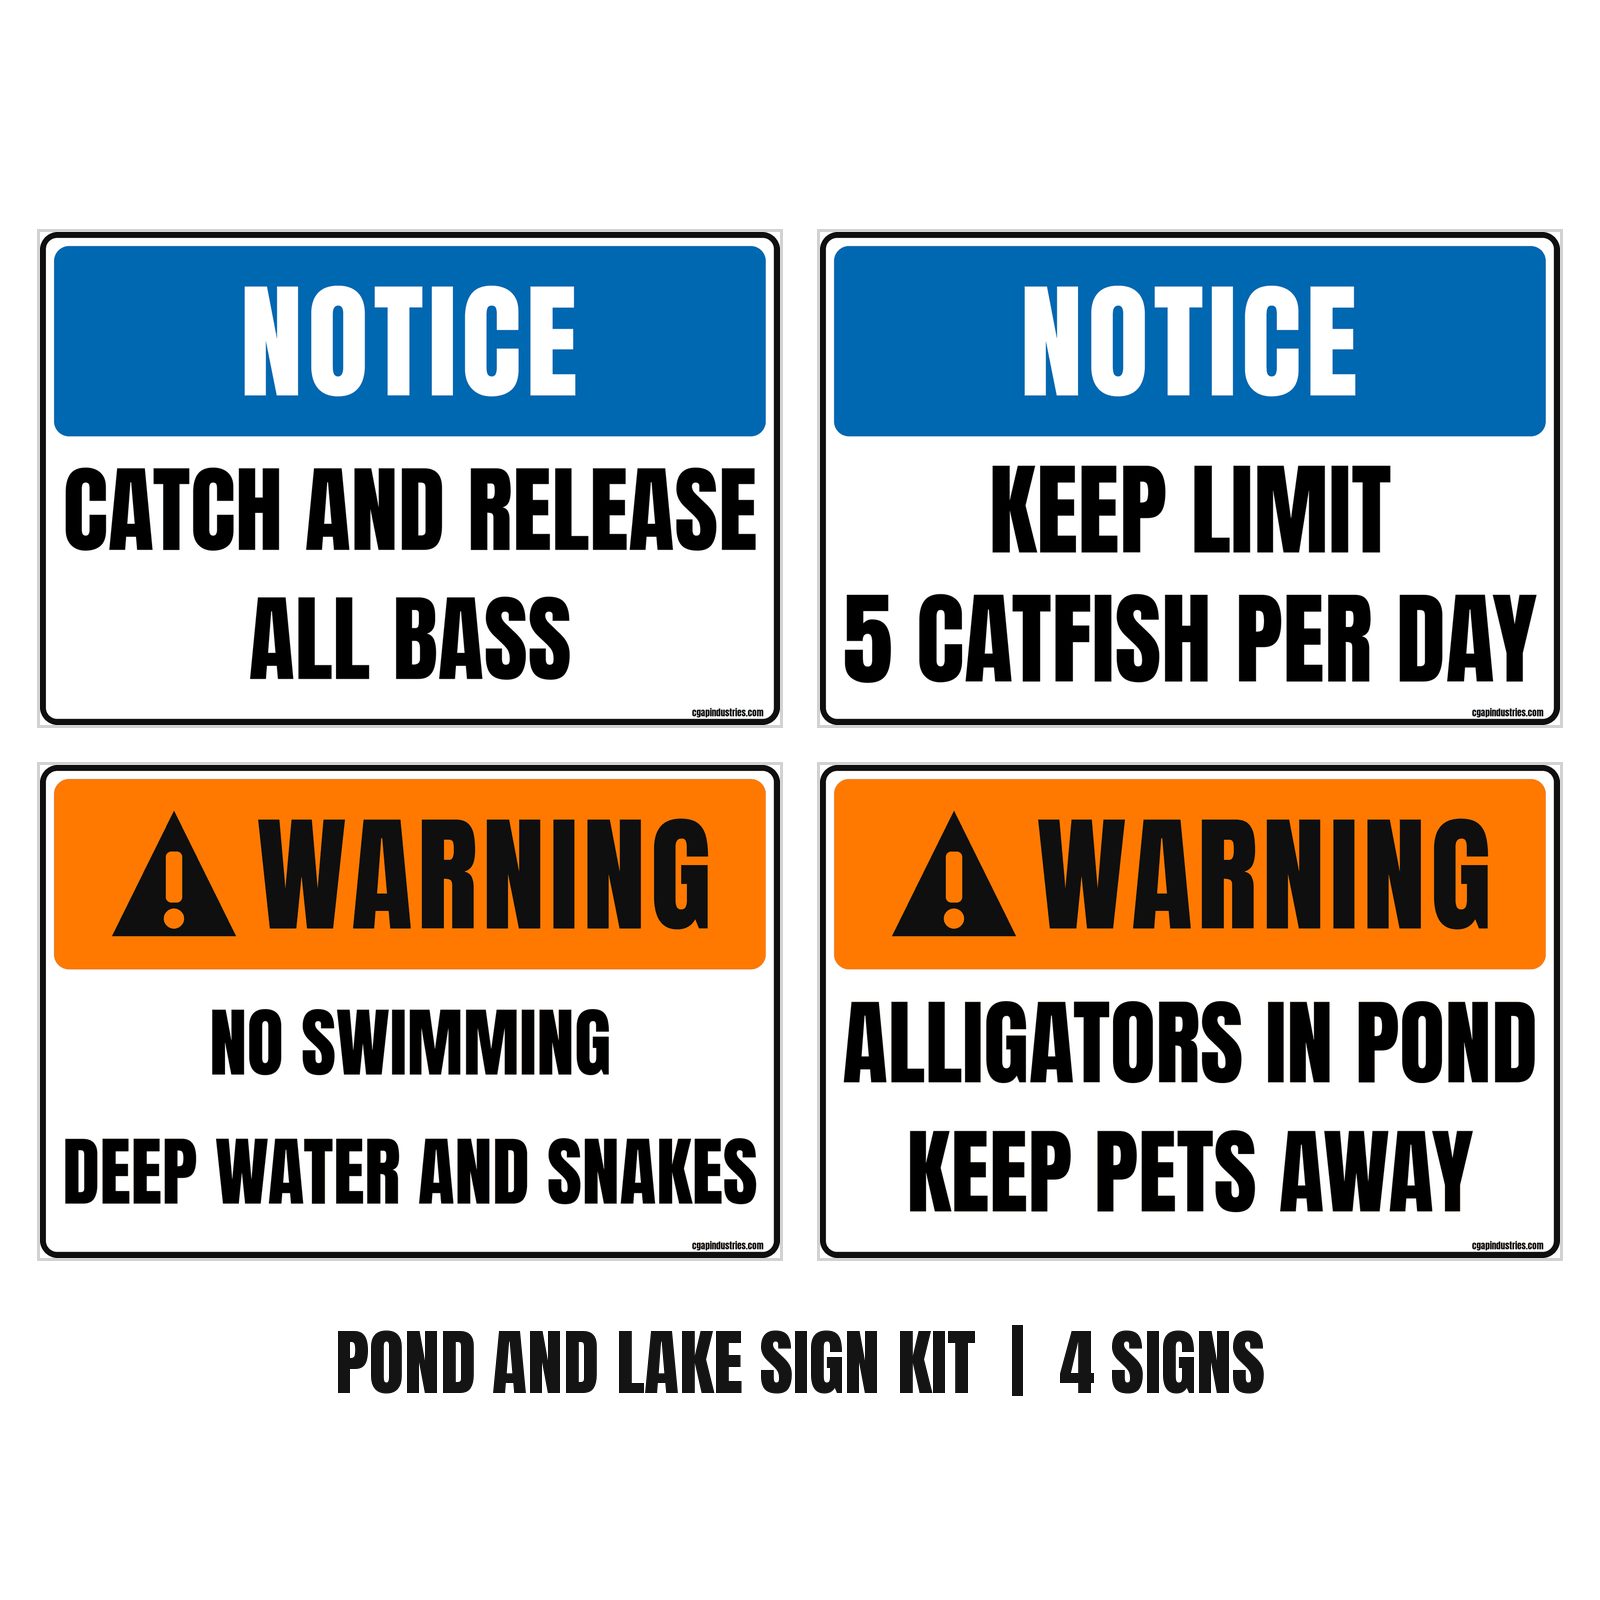 NOTICE
CATCH AND RELEASE
ALL BASS
cgapindustries.com
NOTICE
KEEP LIMIT
5 CATFISH PER DAY
cgapindustries.com
WARNING
NO SWIMMING
DEEP WATER AND SNAKES
cgapindustries.com
WARNING
ALLIGATORS IN POND
KEEP PETS AWAY
cgapindustries.com
POND AND LAKE SIGN KIT | 4 SIGNS